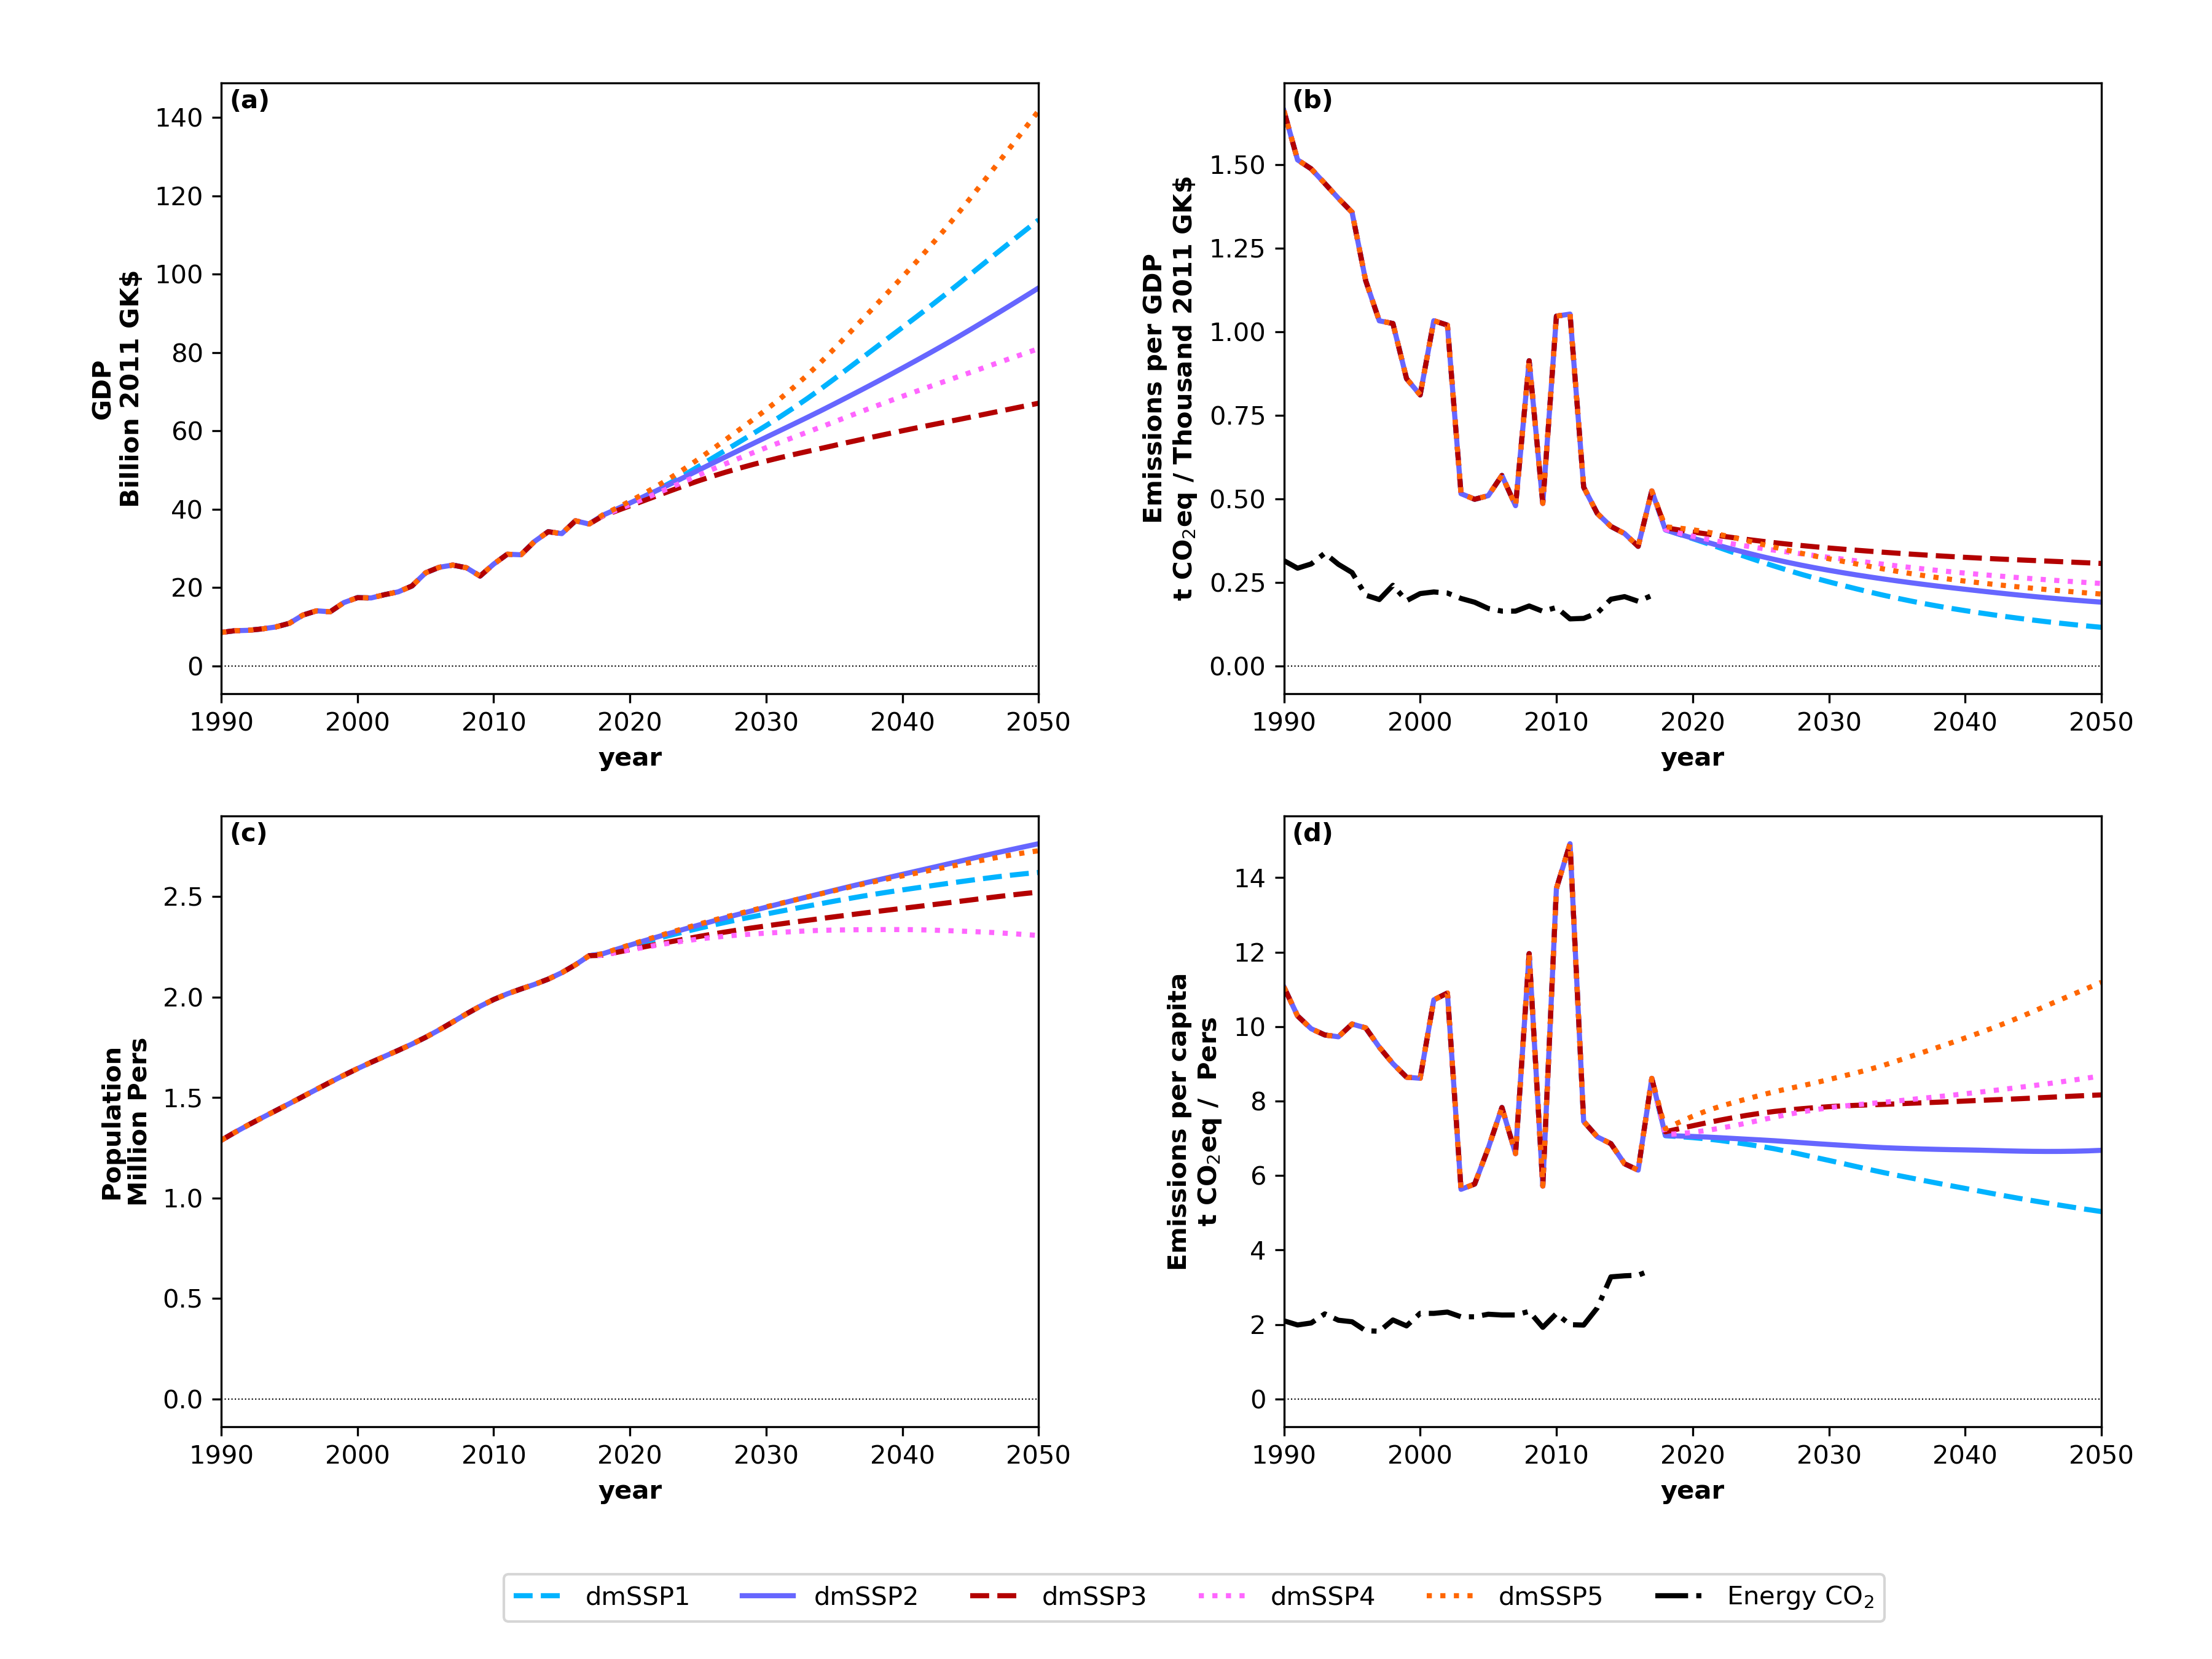 (a)
140
120
100
80
60
40
20
0
GDP
Billion 2011 GK$
1990 2000 2010 2020 2030 2040 2050
year
(b)
1.50
1.25
1.00
0.75
0.50
0.25
0.00
Emissions per GDP
t CO₂eq / Thousand 2011 GK$
1990 2000 2010 2020 2030 2040 2050
year
(c)
2.5
2.0
1.5
1.0
0.5
0.0
Population
Million Pers
1990 2000 2010 2020 2030 2040 2050
year
(d)
14
12
10
8
6
4
2
0
Emissions per capita
t CO₂eq / Pers
1990 2000 2010 2020 2030 2040 2050
year
dmSSP1 dmSSP2 dmSSP3 dmSSP4 dmSSP5 Energy CO₂